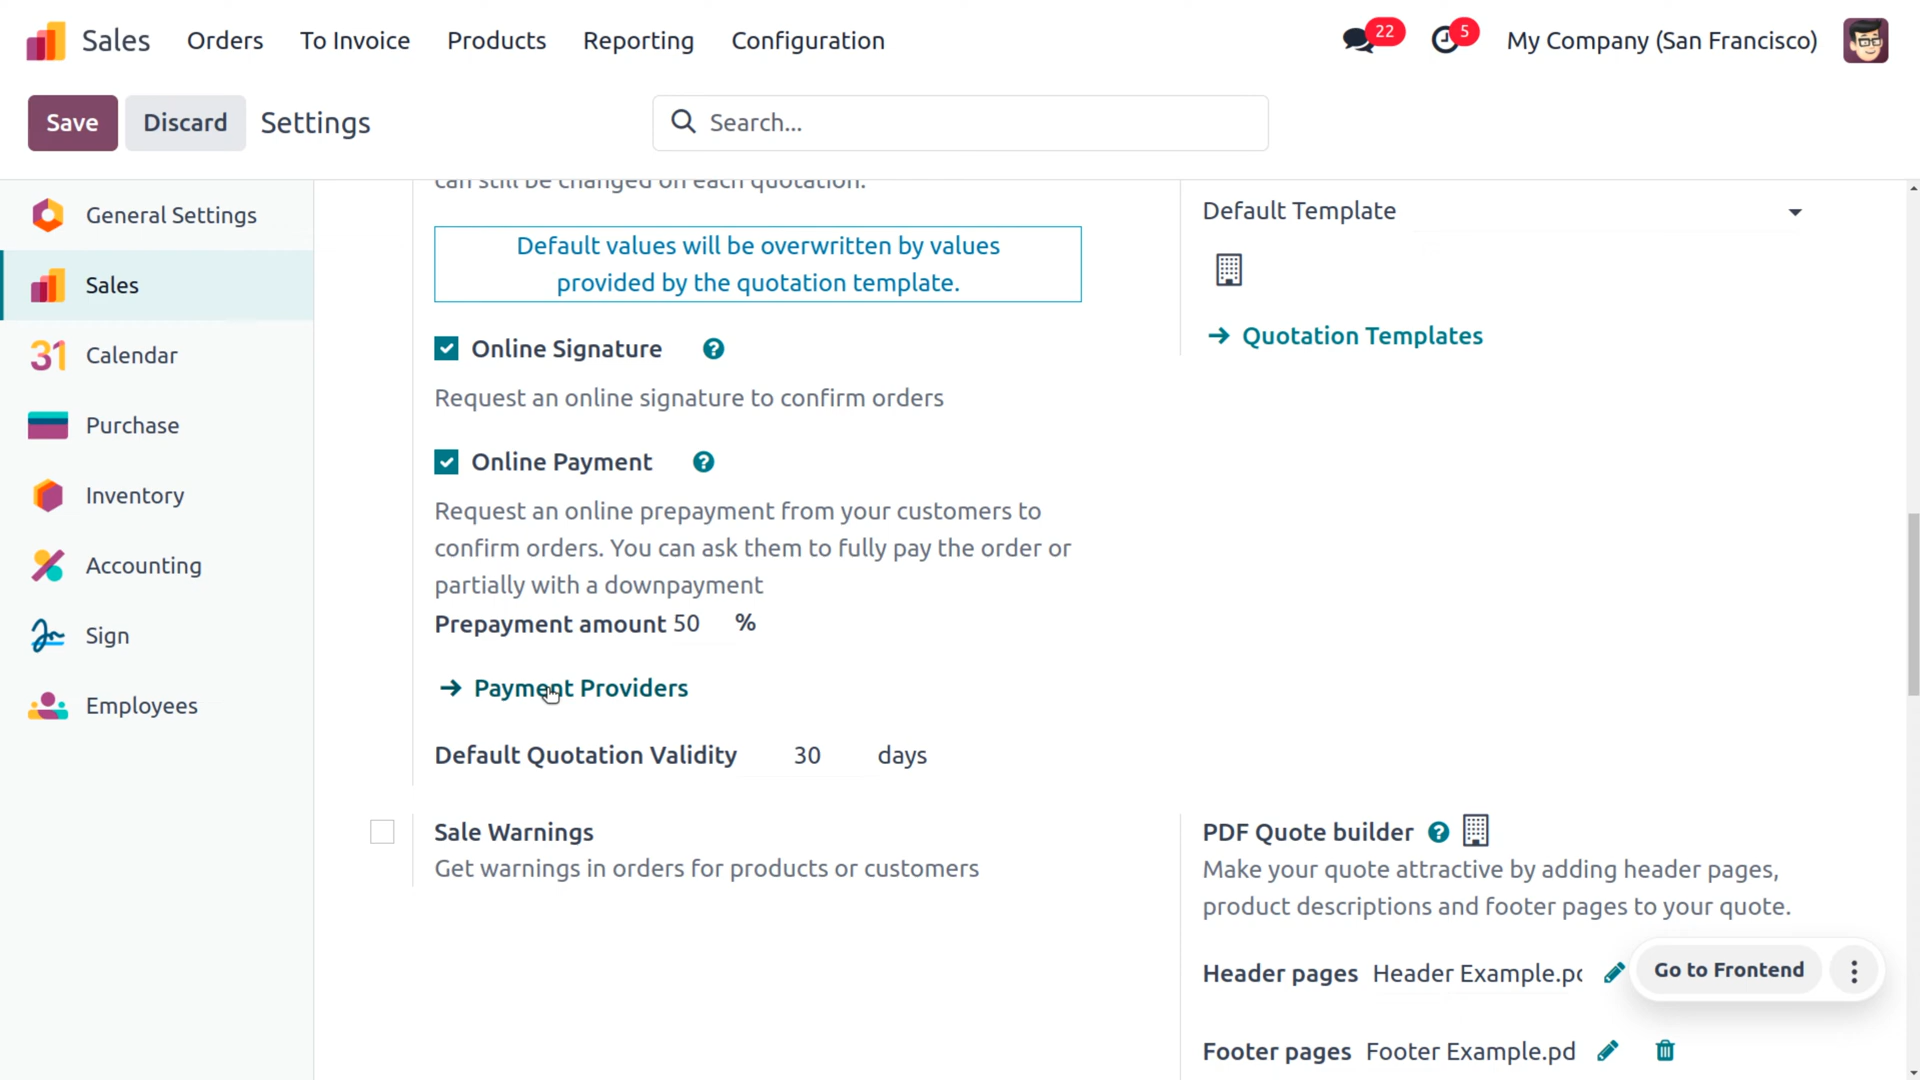 Sales
Orders
To Invoice
Products
Reporting
Configuration
22
5
My Company (San Francisco)
Save
Discard
Settings
Search...
General Settings
Sales
31
Calendar
Purchase
Inventory
Accounting
Sign
Employees
can still be changed on each quotation.
Default values will be overwritten by values
provided by the quotation template.
Online Signature ?
Request an online signature to confirm orders
Online Payment ?
Request an online prepayment from your customers to
confirm orders. You can ask them to fully pay the order or
partially with a downpayment
Prepayment amount 50 %
Payment Providers
Default Quotation Validity 30 days
Default Template
Quotation Templates
Sale Warnings
Get warnings in orders for products or customers
PDF Quote builder ?
Make your quote attractive by adding header pages,
product descriptions and footer pages to your quote.
Header pages Header Example.pd
Go to Frontend
Footer pages Footer Example.pd